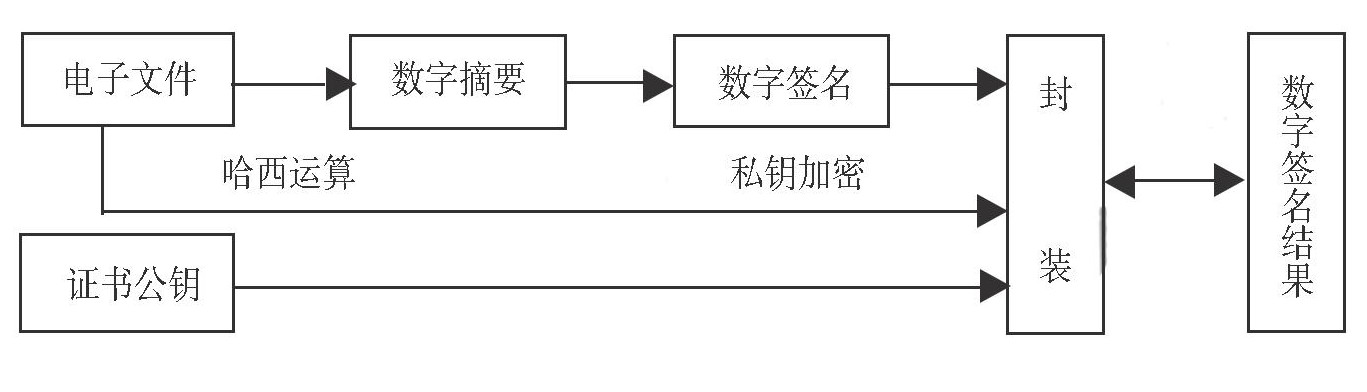 电子文件
数字摘要
数字签名
封装
数字签名结果
哈西运算
私钥加密
证书公钥